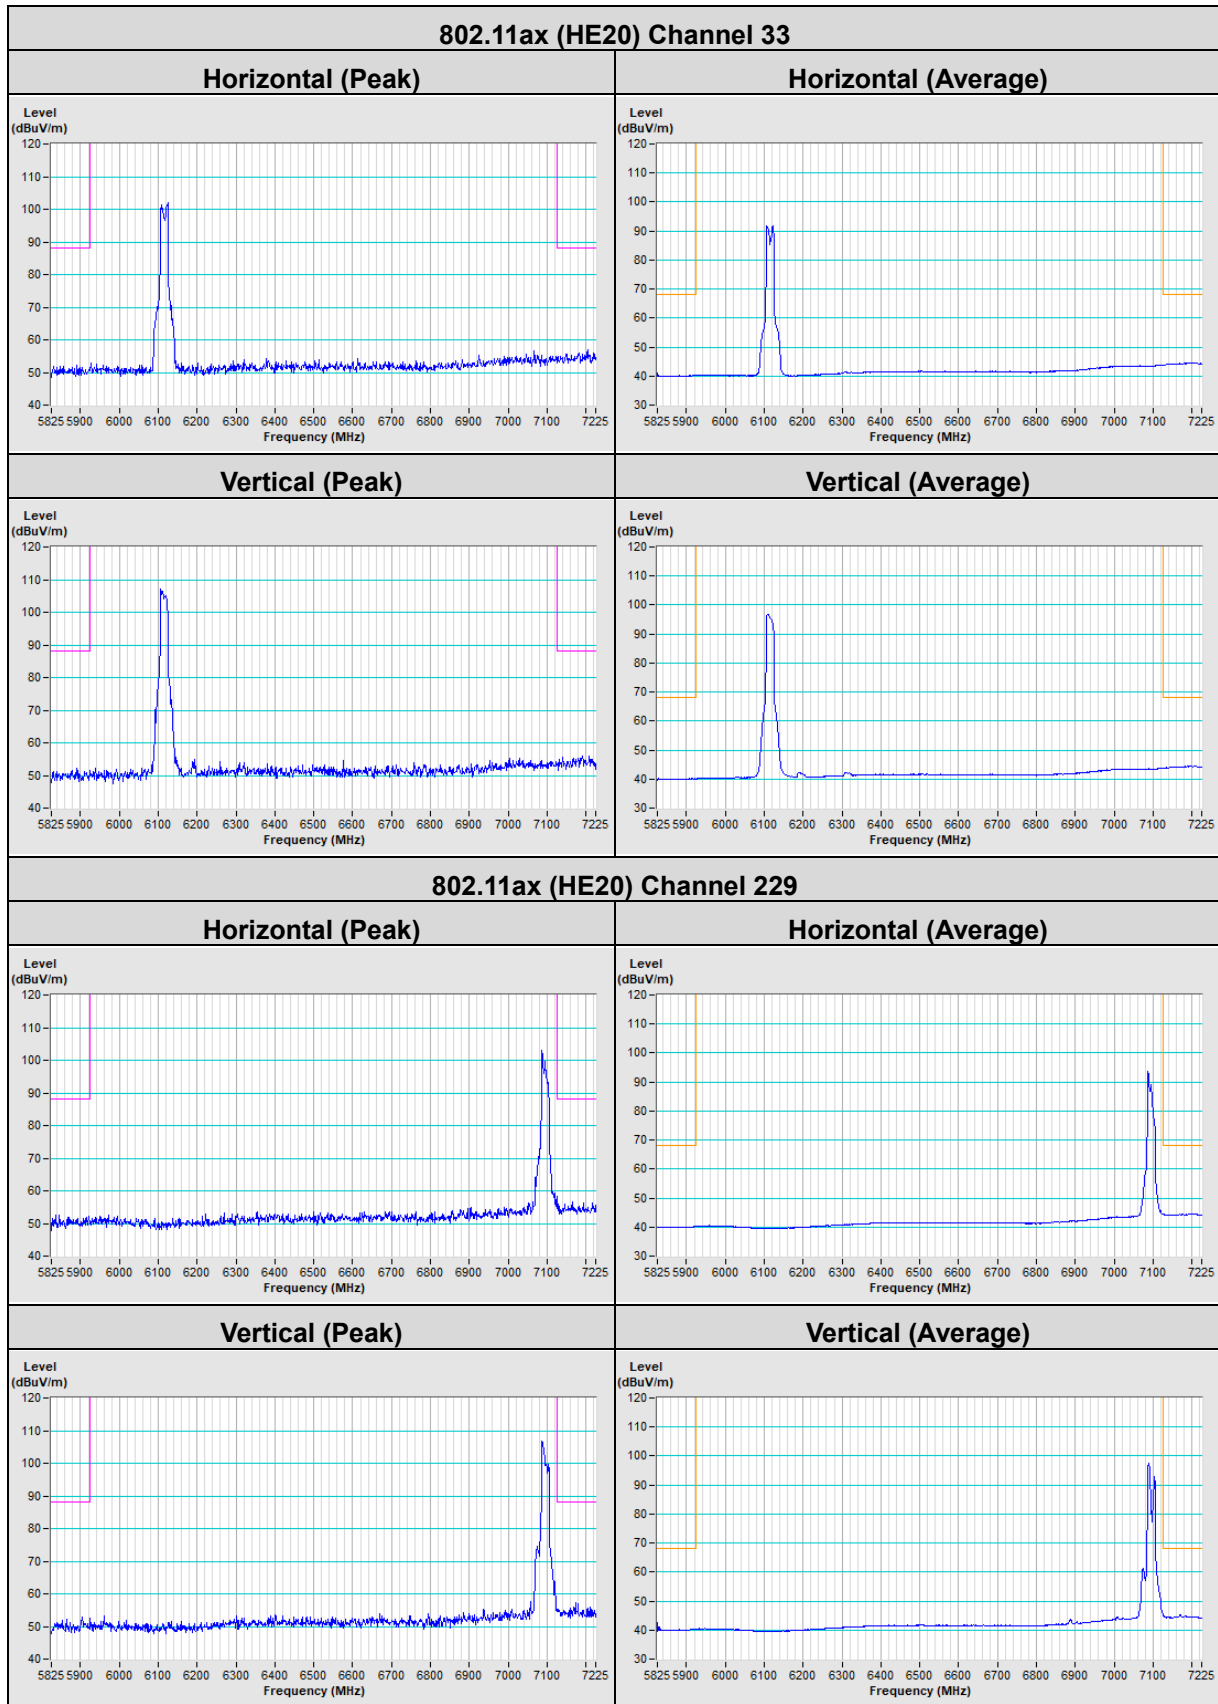 802.11ax (HE20) Channel 33
Horizontal (Peak) Horizontal (Average)
Level
(dBuV/m)
120
110
100
90
80
70
60
50
40
5825 5900 6000 6100 6200 6300 6400 6500 6600 6700 6800 6900 7000 7100 7225
Frequency (MHz)
Level
(dBuV/m)
120
110
100
90
80
70
60
50
40
30
5825 5900 6000 6100 6200 6300 6400 6500 6600 6700 6800 6900 7000 7100 7225
Frequency (MHz)
Vertical (Peak) Vertical (Average)
Level
(dBuV/m)
120
110
100
90
80
70
60
50
40
5825 5900 6000 6100 6200 6300 6400 6500 6600 6700 6800 6900 7000 7100 7225
Frequency (MHz)
Level
(dBuV/m)
120
110
100
90
80
70
60
50
40
30
5825 5900 6000 6100 6200 6300 6400 6500 6600 6700 6800 6900 7000 7100 7225
Frequency (MHz)
802.11ax (HE20) Channel 229
Horizontal (Peak) Horizontal (Average)
Level
(dBuV/m)
120
110
100
90
80
70
60
50
40
5825 5900 6000 6100 6200 6300 6400 6500 6600 6700 6800 6900 7000 7100 7225
Frequency (MHz)
Level
(dBuV/m)
120
110
100
90
80
70
60
50
40
30
5825 5900 6000 6100 6200 6300 6400 6500 6600 6700 6800 6900 7000 7100 7225
Frequency (MHz)
Vertical (Peak) Vertical (Average)
Level
(dBuV/m)
120
110
100
90
80
70
60
50
40
5825 5900 6000 6100 6200 6300 6400 6500 6600 6700 6800 6900 7000 7100 7225
Frequency (MHz)
Level
(dBuV/m)
120
110
100
90
80
70
60
50
40
30
5825 5900 6000 6100 6200 6300 6400 6500 6600 6700 6800 6900 7000 7100 7225
Frequency (MHz)